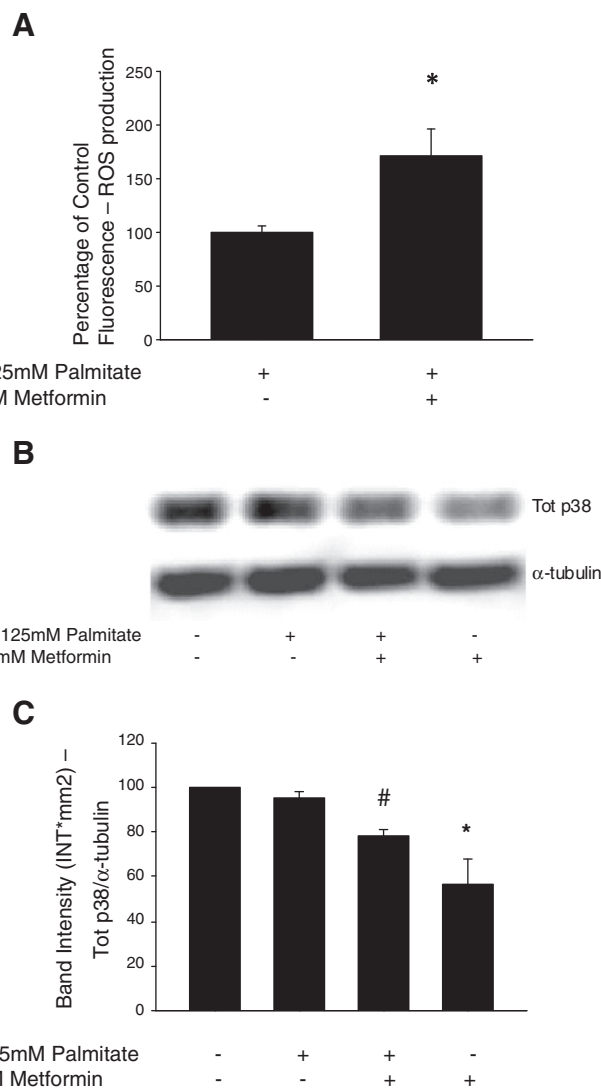 A
Percentage of Control
Fluorescence – ROS production
250
200
150
100
50
0
*
25mM Palmitate + +
M Metformin - +
B
Tot p38
α-tubulin
125mM Palmitate - + + -
mM Metformin - - + +
C
Band Intensity (INT*mm2) –
Tot p38/α-tubulin
120
100
80
60
40
20
0
#
*
5mM Palmitate - + + -
M Metformin - - + +